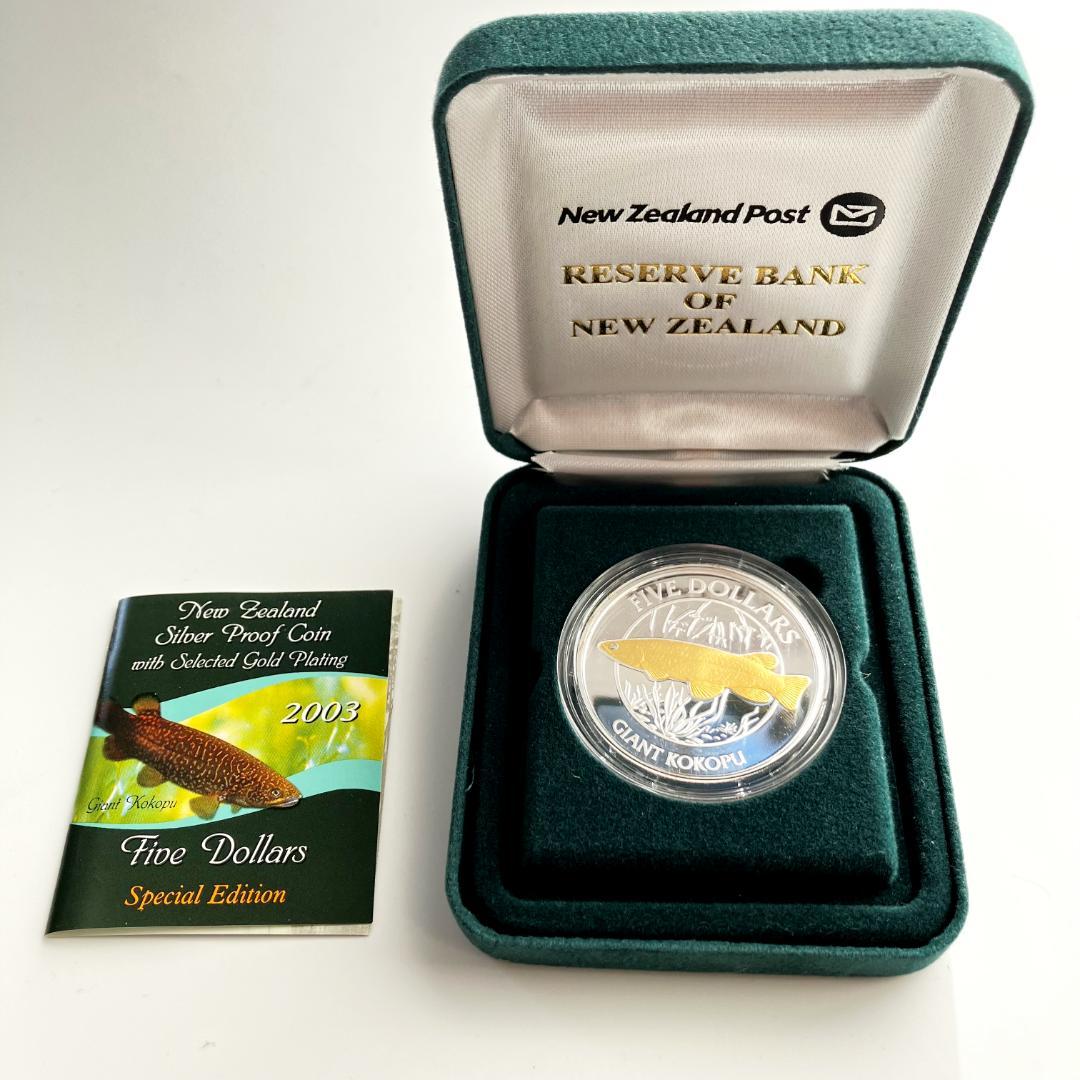 New Zealand Post
RESERVE BANK
OF
NEW ZEALAND
FIVE DOLLARS
GIANT KOKOPU
New Zealand
Silver Proof Coin
with Selected Gold Plating
2003
Giant Kokopu
Five Dollars
Special Edition